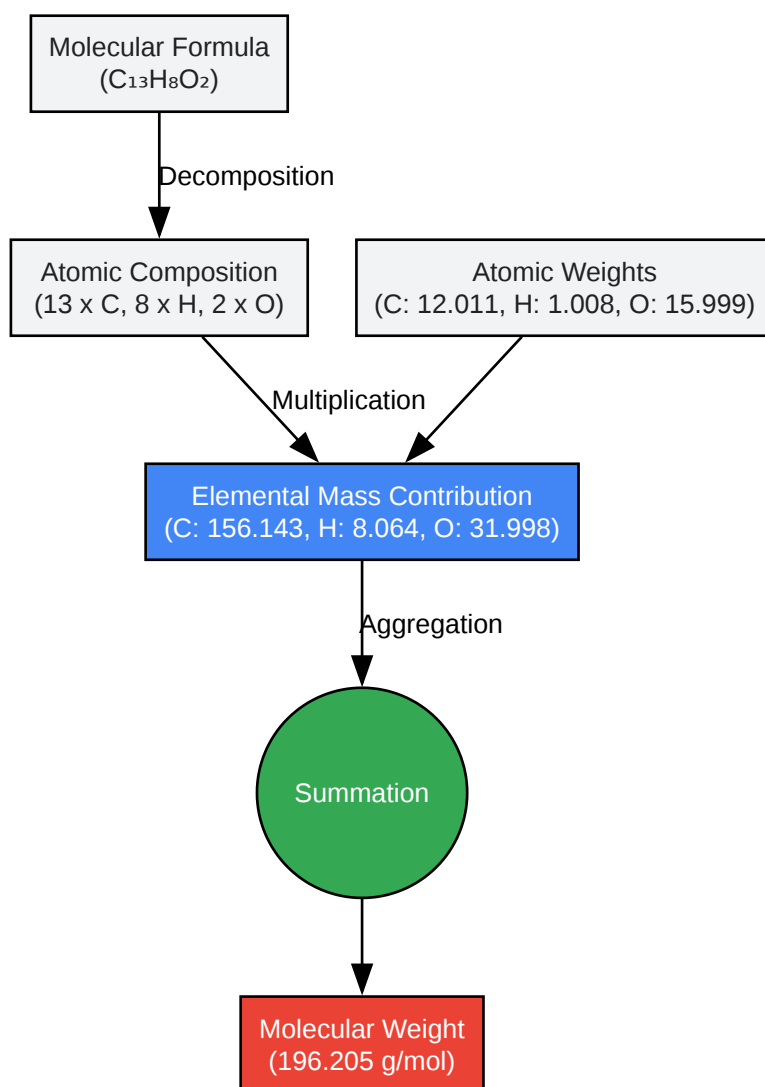 Molecular Formula
(C₁₃H₈O₂)
Decomposition
Atomic Composition
(13 x C, 8 x H, 2 x O)
Atomic Weights
(C: 12.011, H: 1.008, O: 15.999)
Multiplication
Elemental Mass Contribution
(C: 156.143, H: 8.064, O: 31.998)
Aggregation
Summation
Molecular Weight
(196.205 g/mol)